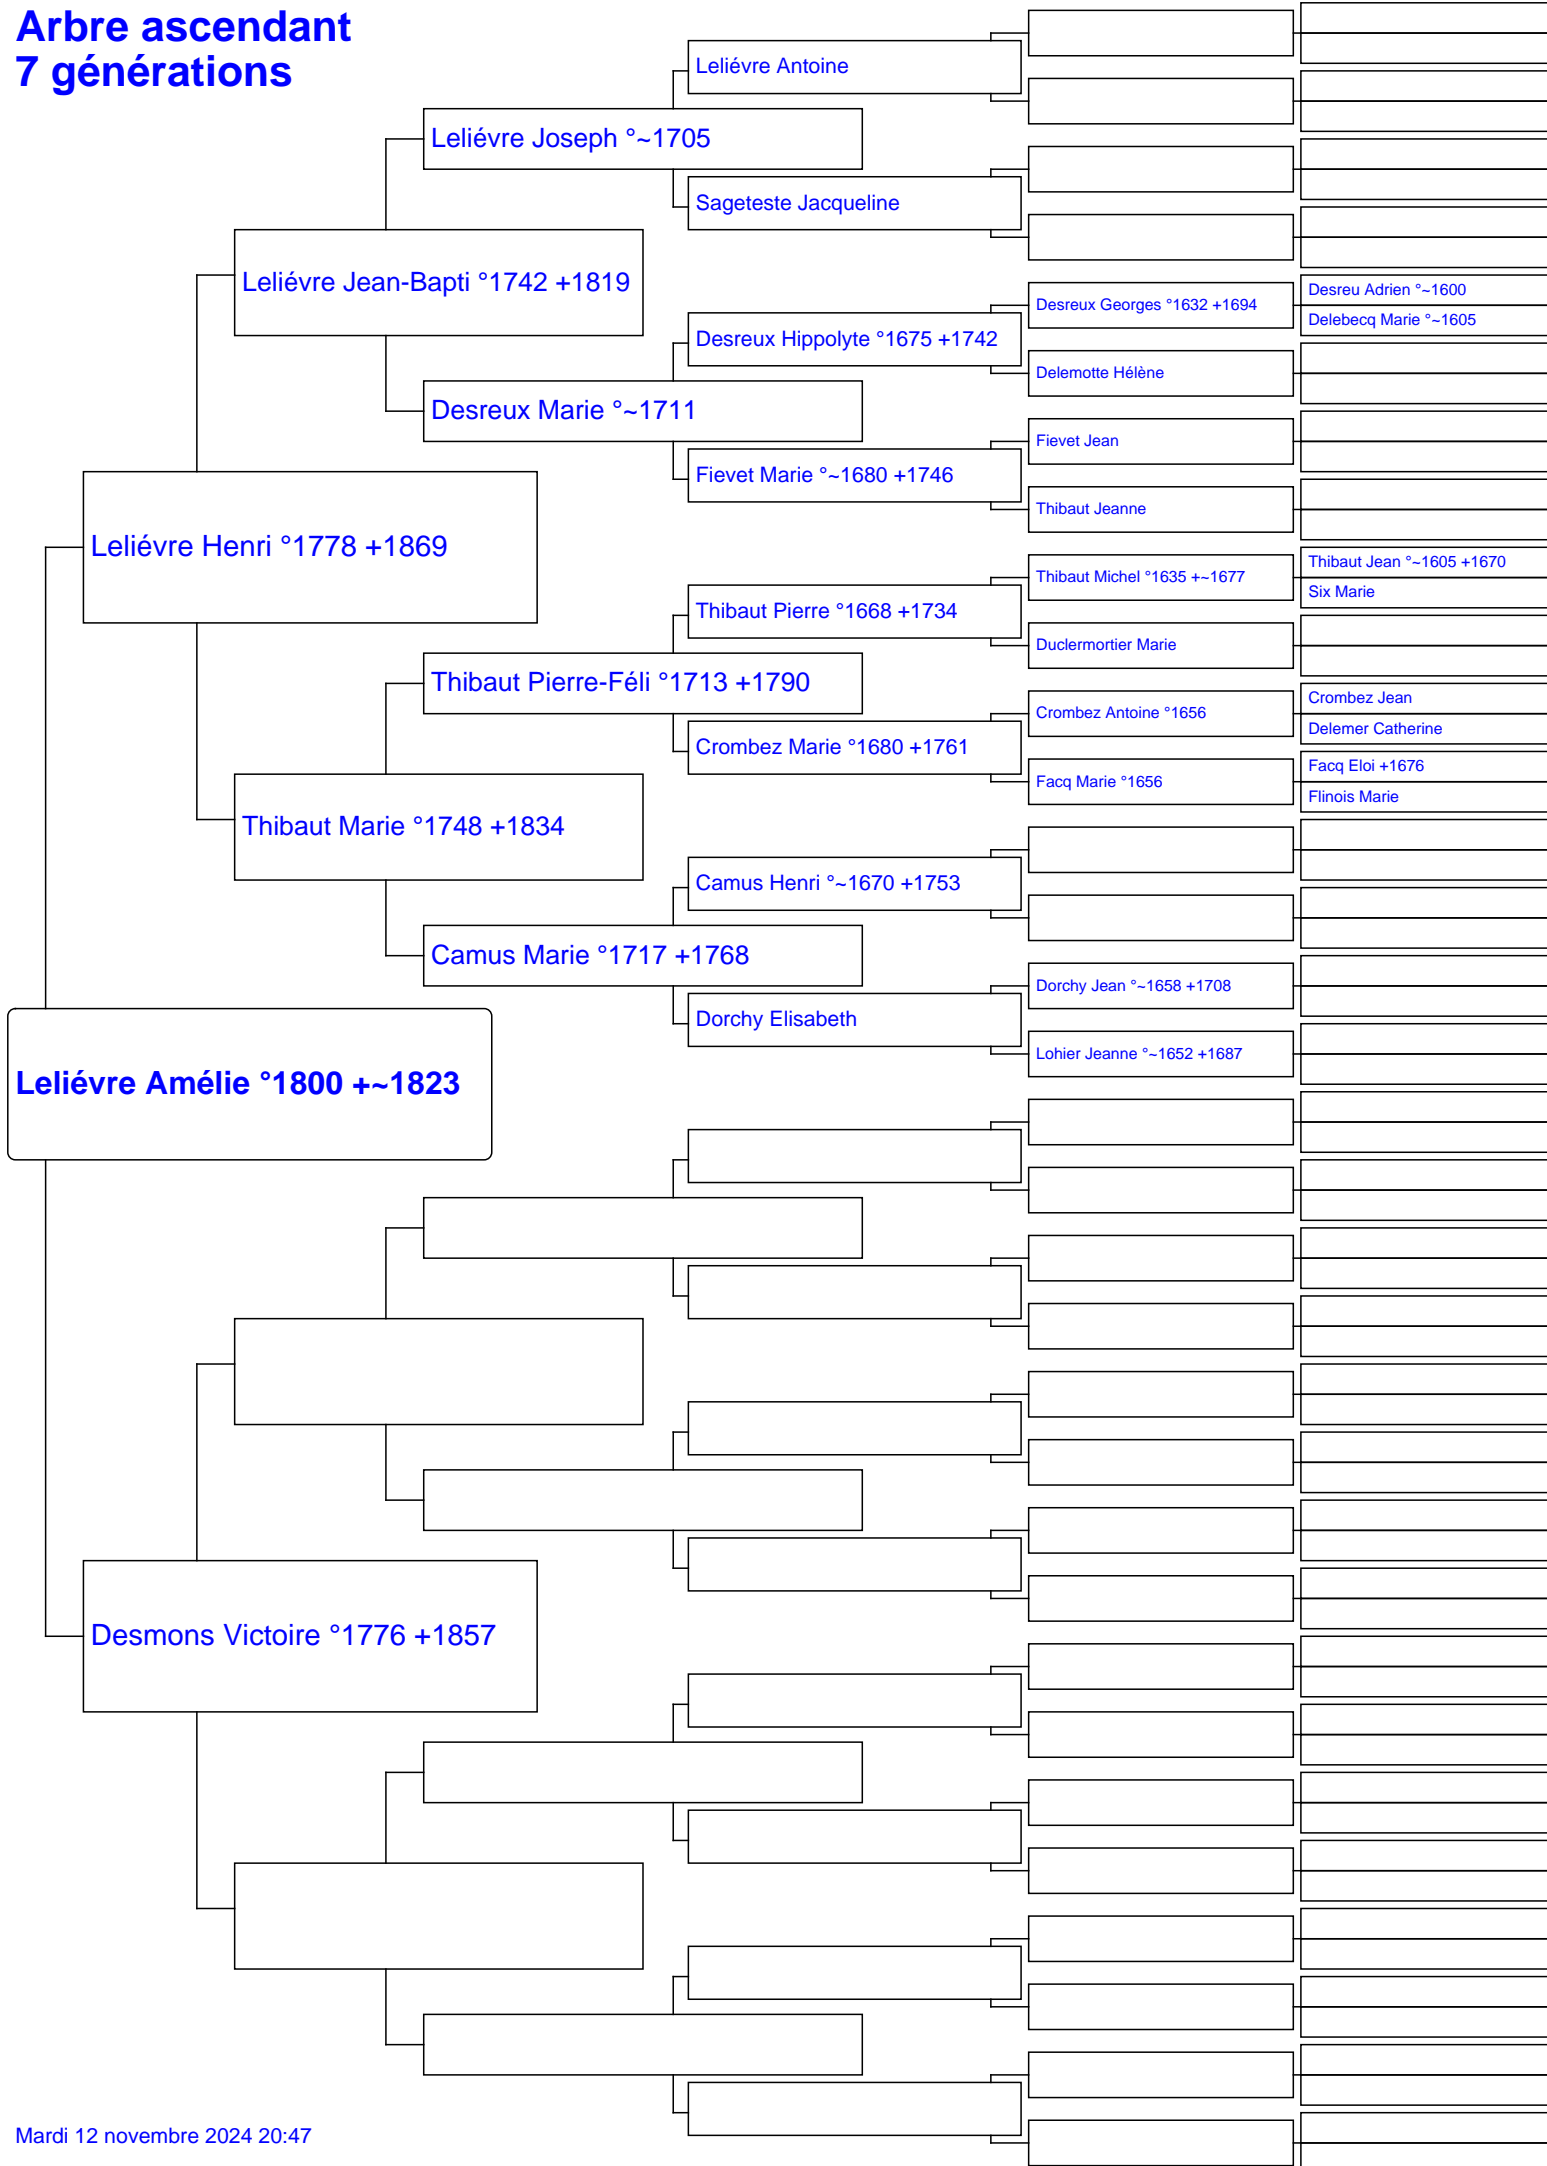 Arbre ascendant
7 générations
Leliévre Antoine
Leliévre Joseph °~1705
Sageteste Jacqueline
Leliévre Jean-Bapti °1742 +1819
Desreu Adrien °~1600
Desreux Georges °1632 +1694
Delebecq Marie °~1605
Desreux Hippolyte °1675 +1742
Delemotte Hélène
Desreux Marie °~1711
Fievet Jean
Fievet Marie °~1680 +1746
Thibaut Jeanne
Leliévre Henri °1778 +1869
Thibaut Jean °~1605 +1670
Thibaut Michel °1635 +~1677
Six Marie
Thibaut Pierre °1668 +1734
Duclermortier Marie
Thibaut Pierre-Féli °1713 +1790
Crombez Jean
Crombez Antoine °1656
Delemer Catherine
Crombez Marie °1680 +1761
Facq Eloi +1676
Facq Marie °1656
Flinois Marie
Thibaut Marie °1748 +1834
Camus Henri °~1670 +1753
Camus Marie °1717 +1768
Dorchy Jean °~1658 +1708
Dorchy Elisabeth
Lohier Jeanne °~1652 +1687
Leliévre Amélie °1800 +~1823
Desmons Victoire °1776 +1857
Mardi 12 novembre 2024 20:47